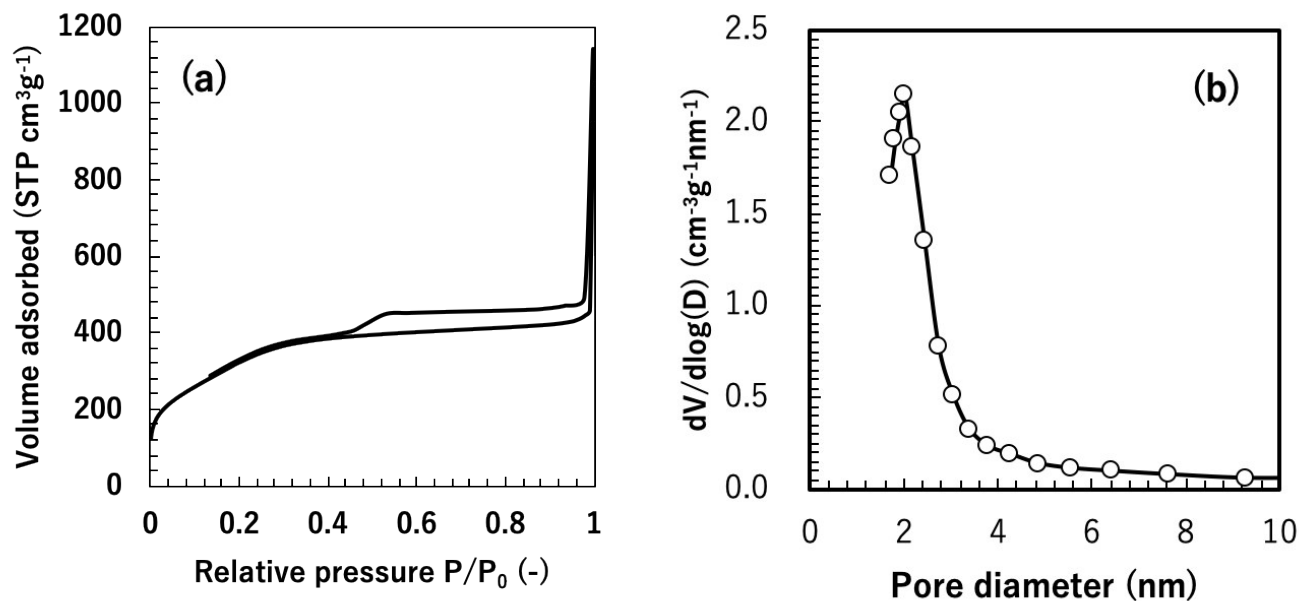 (a)
Volume adsorbed (STP cm³g⁻¹)
1200
1000
800
600
400
200
0
0 0.2 0.4 0.6 0.8 1
Relative pressure P/P₀ (-)
(b)
dV/dlog(D) (cm⁻³g⁻¹nm⁻¹)
2.5
2.0
1.5
1.0
0.5
0.0
0 2 4 6 8 10
Pore diameter (nm)